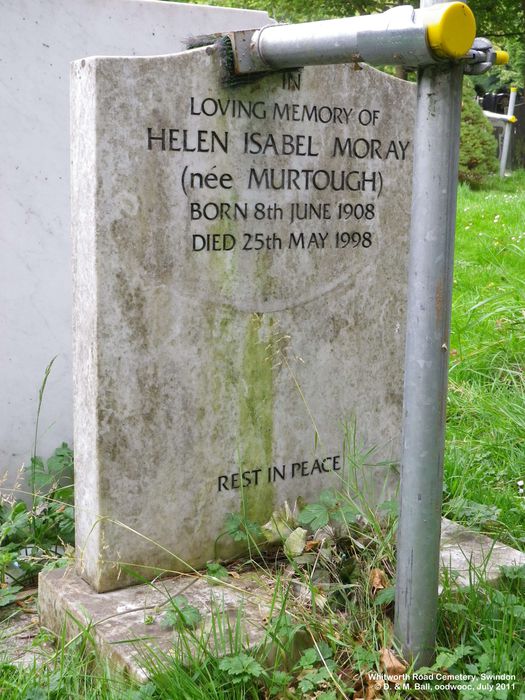 IN
LOVING MEMORY OF
HELEN ISABEL MORAY
(née MURTOUGH)
BORN 8th JUNE 1908
DIED 25th MAY 1998
REST IN PEACE
Whitworth Road Cemetery, Swindon
© D. & M. Ball, oodwooc, July 2011